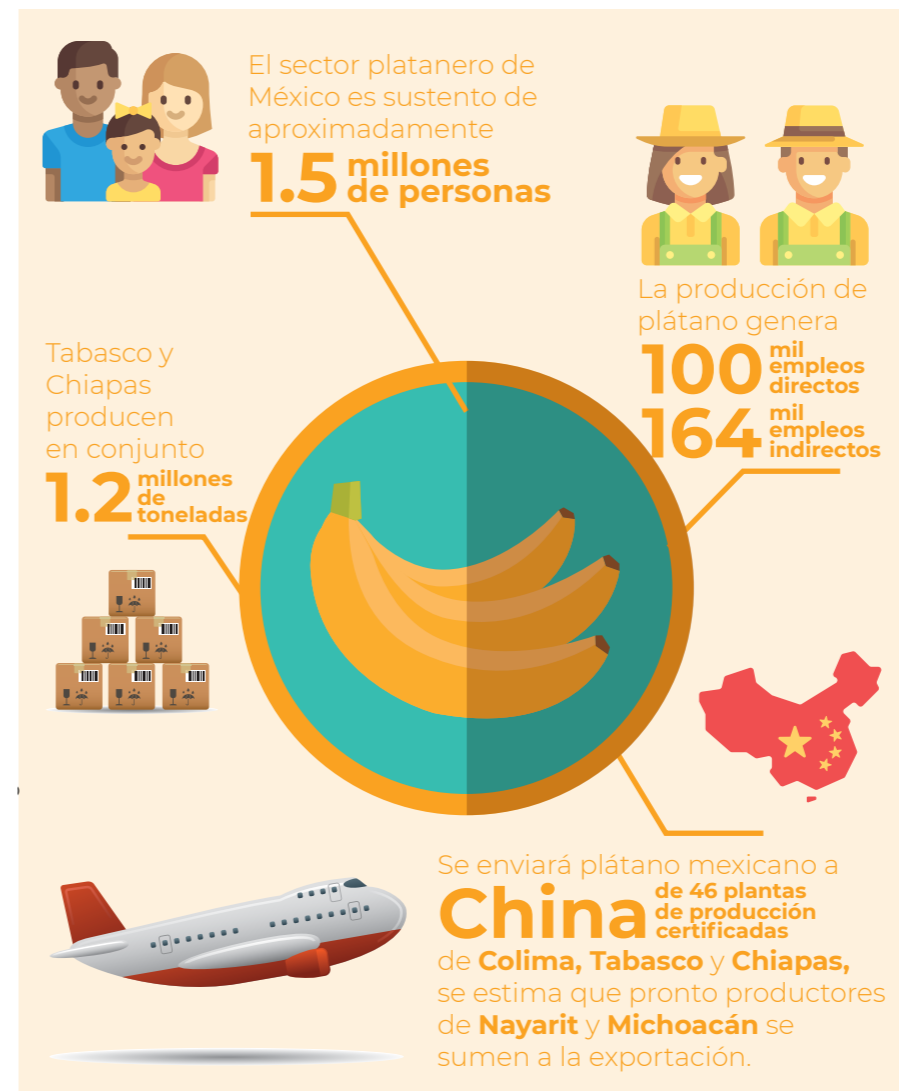 El sector platanero de
México es sustento de
aproximadamente
1.5 millones
de personas
La producción de
plátano genera
100 mil
empleos
directos
164 mil
empleos
indirectos
Tabasco y
Chiapas
producen
en conjunto
1.2 millones
de
toneladas
Se enviará plátano mexicano a
China de 46 plantas
de producción
certificadas
de Colima, Tabasco y Chiapas,
se estima que pronto productores
de Nayarit y Michoacán se
sumen a la exportación.